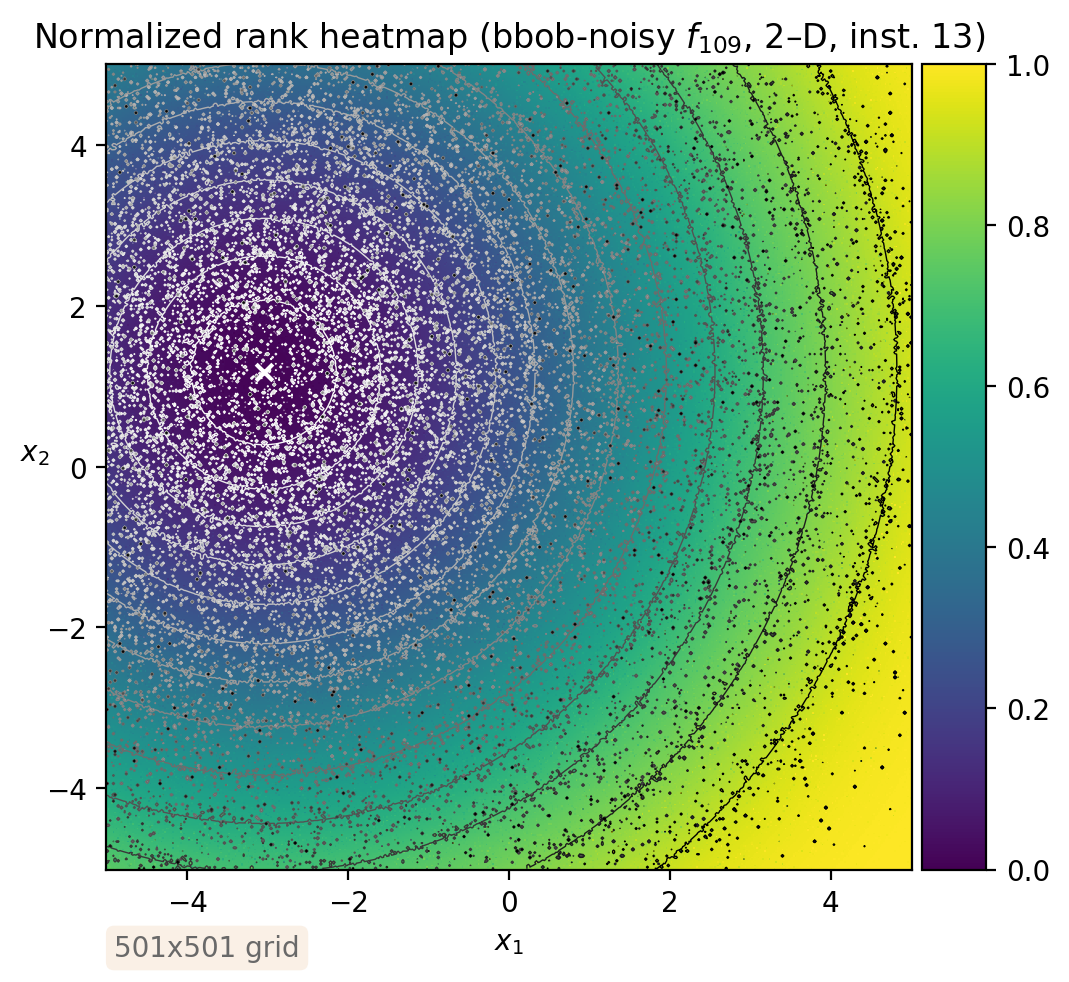 Normalized rank heatmap (bbob-noisy f₁₀₉, 2–D, inst. 13)
1.0
0.8
0.6
0.4
0.2
0.0
4
2
0
−2
−4
x₂
−4 −2 0 2 4
x₁
501x501 grid